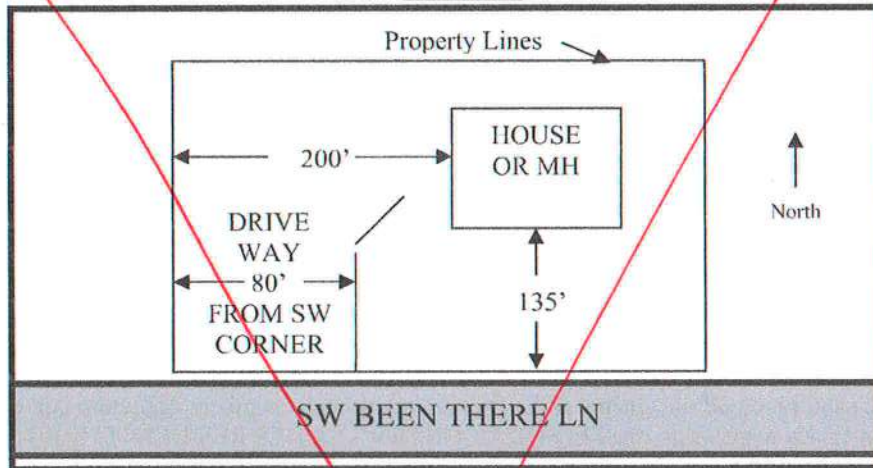 Property Lines
HOUSE
OR MH
200'
North
DRIVE
WAY
80'
FROM SW
CORNER
135'
SW BEEN THERE LN